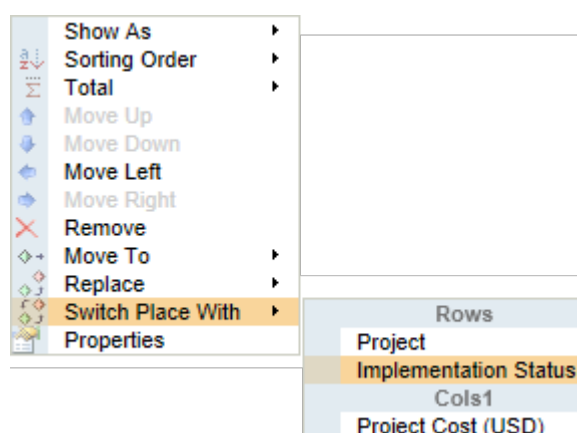 Show As
Sorting Order
Total
Move Up
Move Down
Move Left
Move Right
Remove
Move To
Replace
Switch Place With
Properties
Rows
Project
Implementation Status
Cols1
Project Cost (USD)